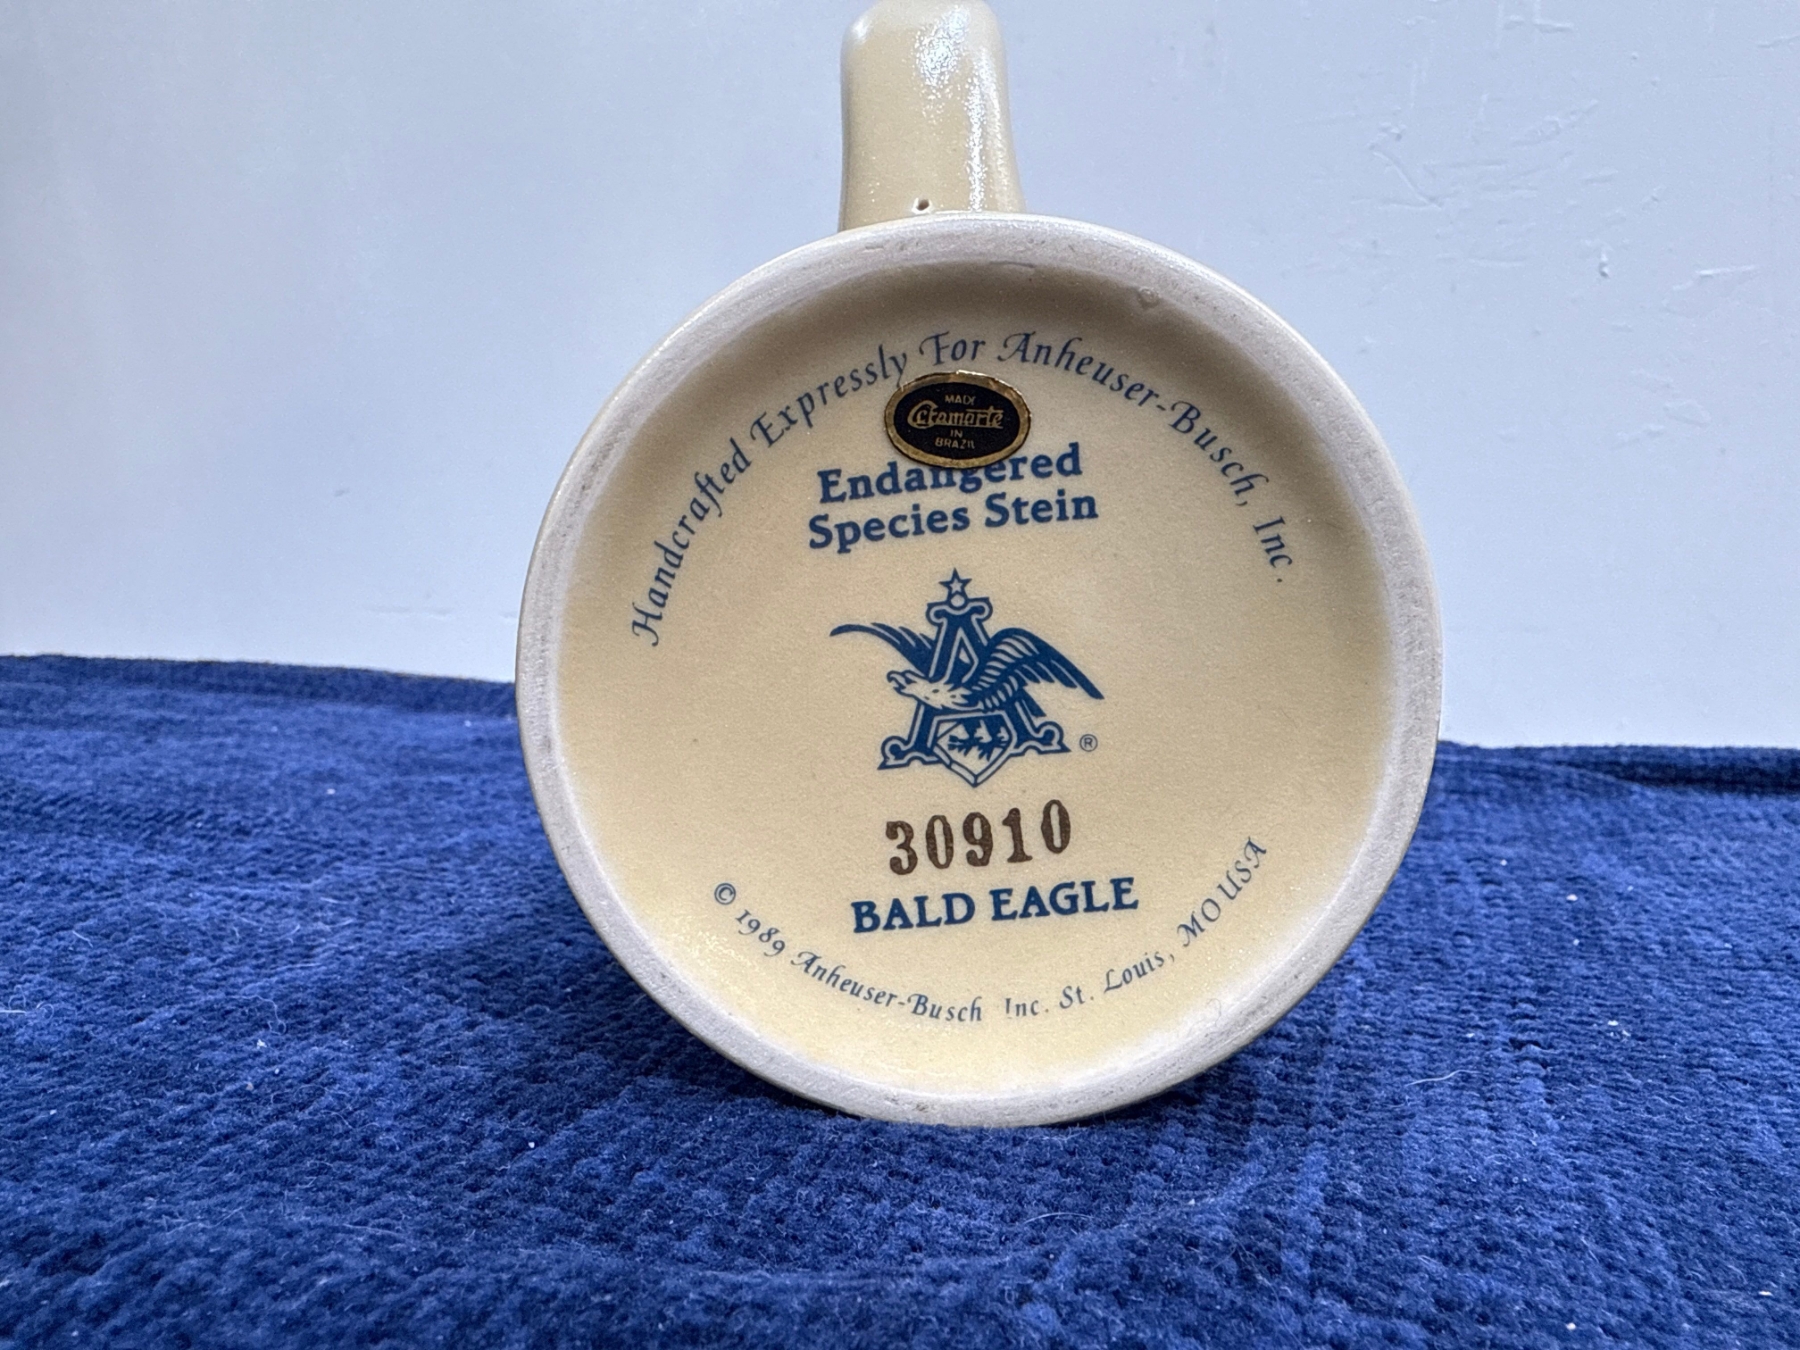 Handcrafted Expressly For Anheuser-Busch, Inc.
MADE
Ceramarte
IN
BRAZIL
Endangered
Species Stein
®
30910
BALD EAGLE
© 1989 Anheuser-Busch Inc. St. Louis, MO USA